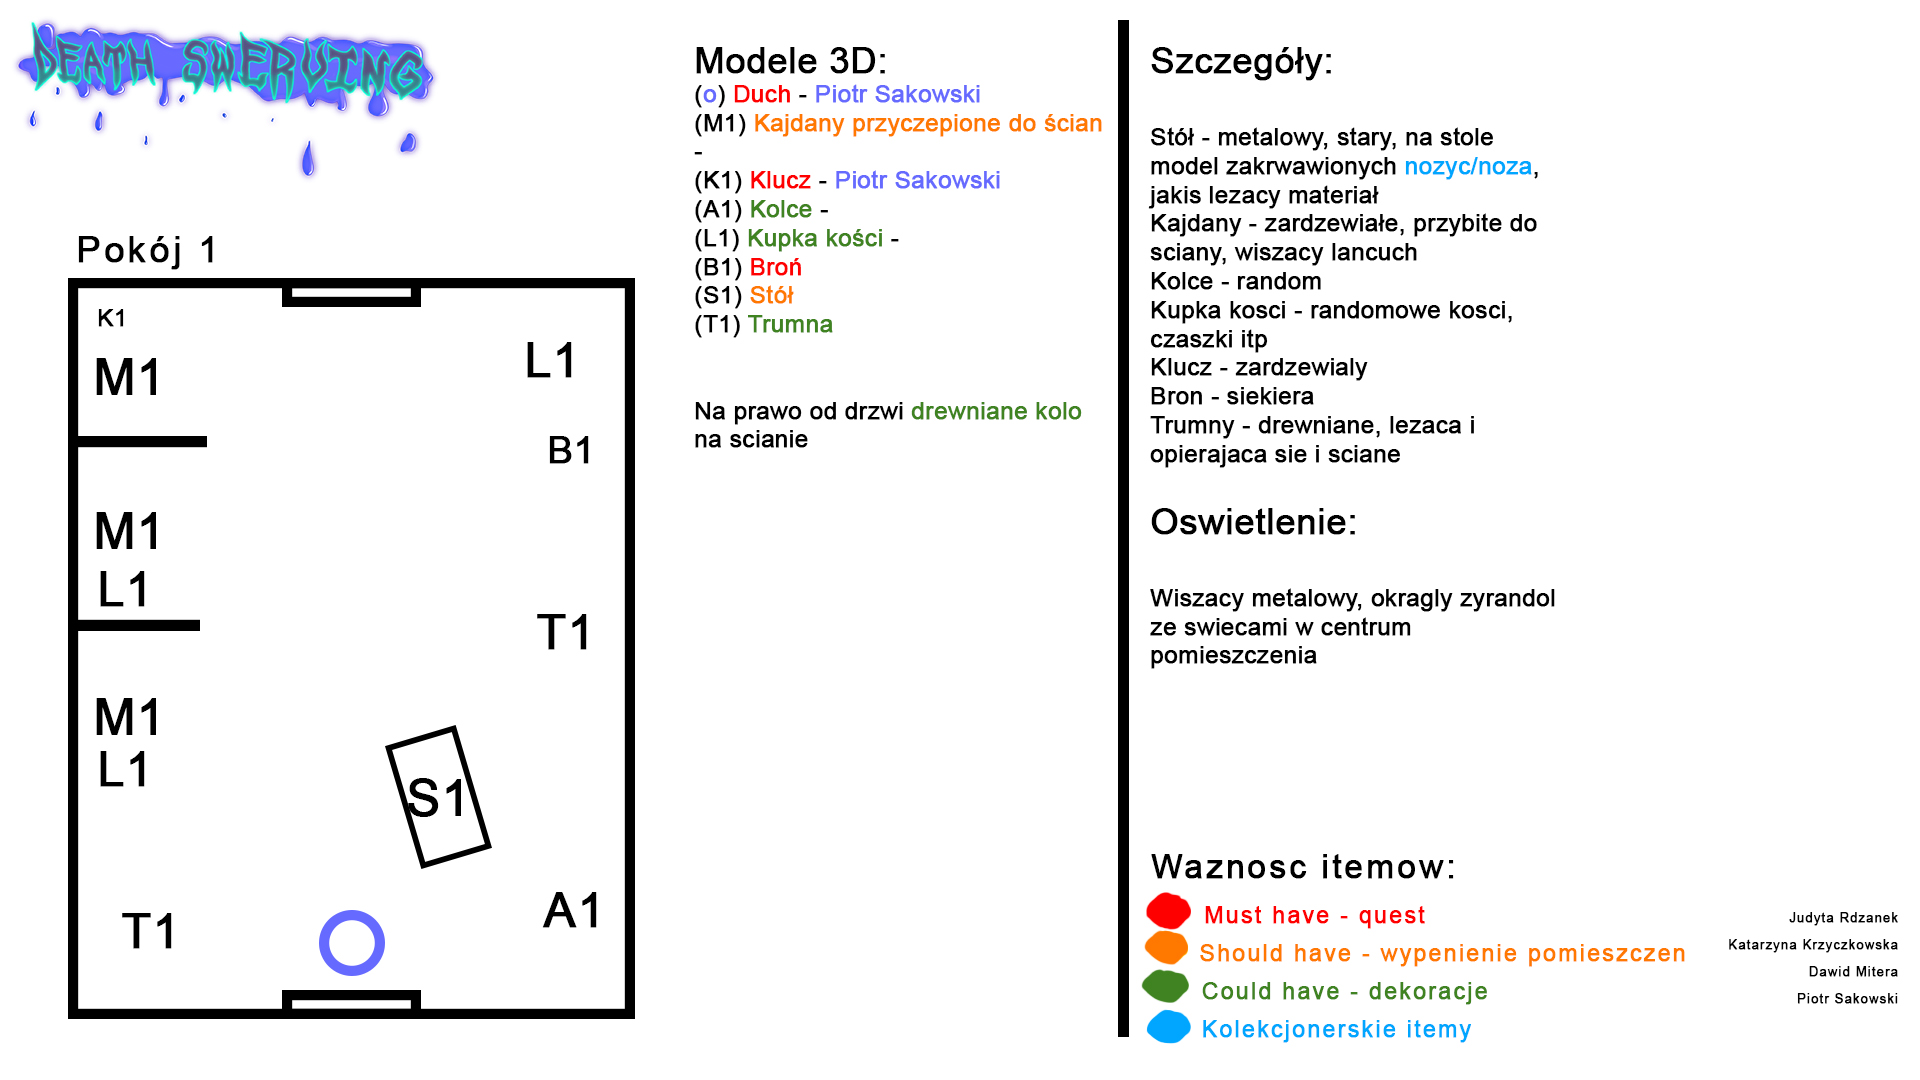 DEATH SWERVING
Pokój 1
K1
M1
L1
B1
M1
L1
T1
M1
L1
S1
A1
T1
Modele 3D:
(o) Duch - Piotr Sakowski
(M1) Kajdany przyczepione do ścian
-
(K1) Klucz - Piotr Sakowski
(A1) Kolce -
(L1) Kupka kości -
(B1) Broń
(S1) Stół
(T1) Trumna
Na prawo od drzwi drewniane kolo
na scianie
Szczegóły:
Stół - metalowy, stary, na stole
model zakrwawionych nozyc/noza,
jakis lezacy materiał
Kajdany - zardzewiałe, przybite do
sciany, wiszacy lancuch
Kolce - random
Kupka kosci - randomowe kosci,
czaszki itp
Klucz - zardzewialy
Bron - siekiera
Trumny - drewniane, lezaca i
opierajaca sie i sciane
Oswietlenie:
Wiszacy metalowy, okragly zyrandol
ze swiecami w centrum
pomieszczenia
Waznosc itemow:
Must have - quest
Should have - wypenienie pomieszczen
Could have - dekoracje
Kolekcjonerskie itemy
Judyta Rdzanek
Katarzyna Krzyczkowska
Dawid Mitera
Piotr Sakowski